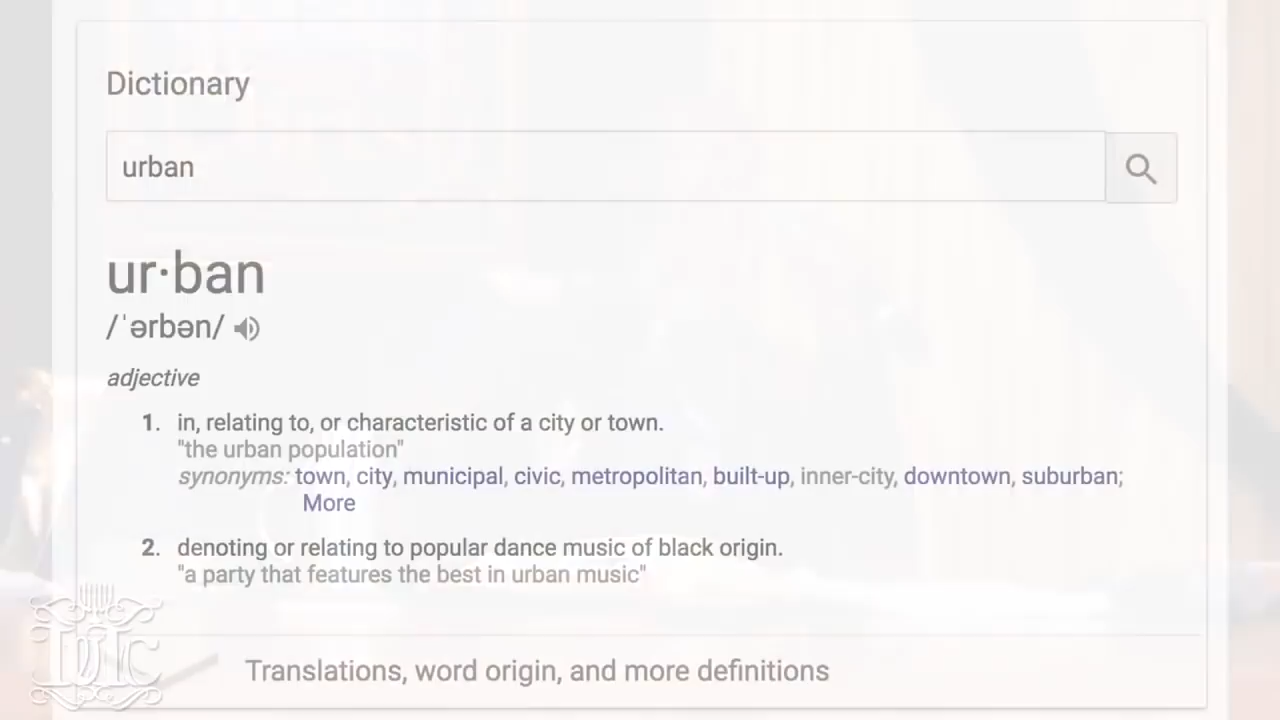 Dictionary
urban
ur·ban
/ˈərbən/
adjective
1. in, relating to, or characteristic of a city or town.
"the urban population"
synonyms: town, city, municipal, civic, metropolitan, built-up, inner-city, downtown, suburban;
More
2. denoting or relating to popular dance music of black origin.
"a party that features the best in urban music"
Translations, word origin, and more definitions